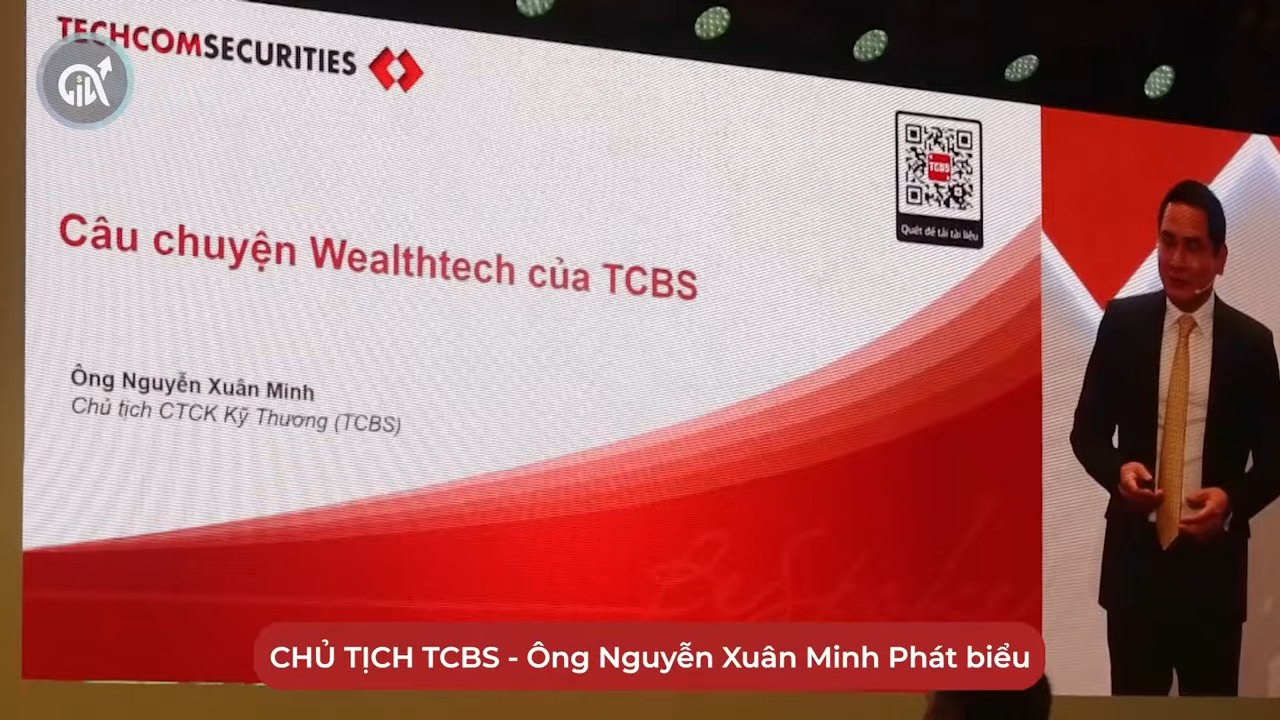 TECHCOMSECURITIES
GiA
TCBS
Quét để tải tài liệu
Câu chuyện Wealthtech của TCBS
Ông Nguyễn Xuân Minh
Chủ tịch CTCK Kỹ Thương (TCBS)
CHỦ TỊCH TCBS - Ông Nguyễn Xuân Minh Phát biểu